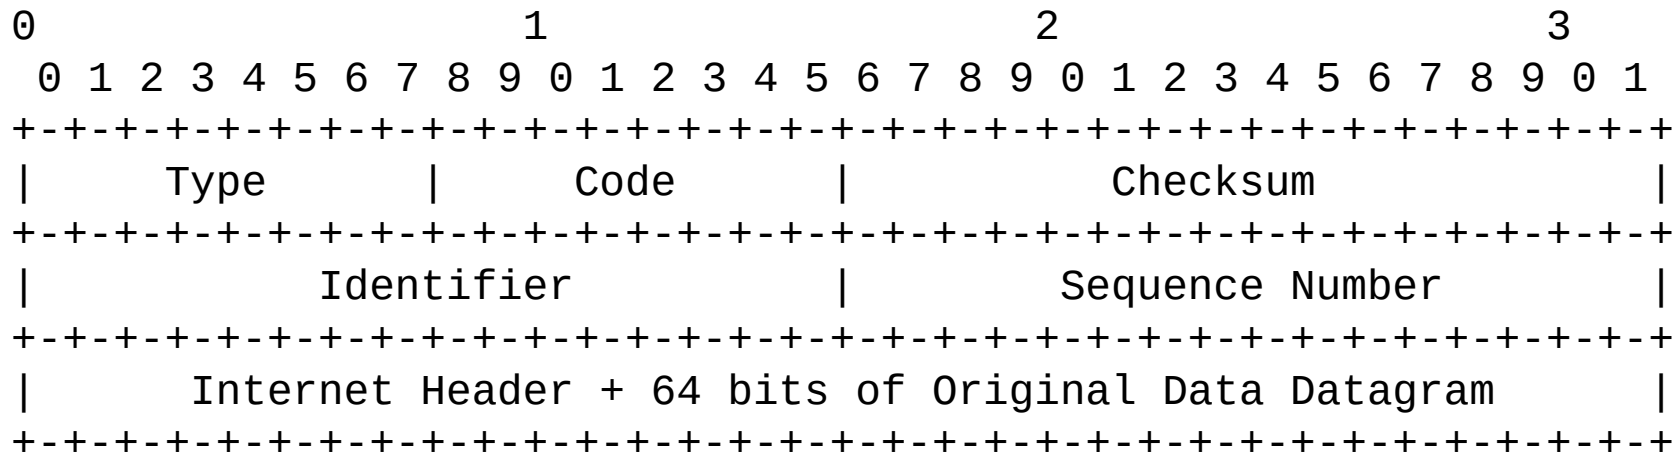 0                   1                   2                   3
 0 1 2 3 4 5 6 7 8 9 0 1 2 3 4 5 6 7 8 9 0 1 2 3 4 5 6 7 8 9 0 1
+-+-+-+-+-+-+-+-+-+-+-+-+-+-+-+-+-+-+-+-+-+-+-+-+-+-+-+-+-+-+-+-+
|     Type      |     Code      |          Checksum             |
+-+-+-+-+-+-+-+-+-+-+-+-+-+-+-+-+-+-+-+-+-+-+-+-+-+-+-+-+-+-+-+-+
|           Identifier          |        Sequence Number        |
+-+-+-+-+-+-+-+-+-+-+-+-+-+-+-+-+-+-+-+-+-+-+-+-+-+-+-+-+-+-+-+-+
|      Internet Header + 64 bits of Original Data Datagram      |
+-+-+-+-+-+-+-+-+-+-+-+-+-+-+-+-+-+-+-+-+-+-+-+-+-+-+-+-+-+-+-+-+